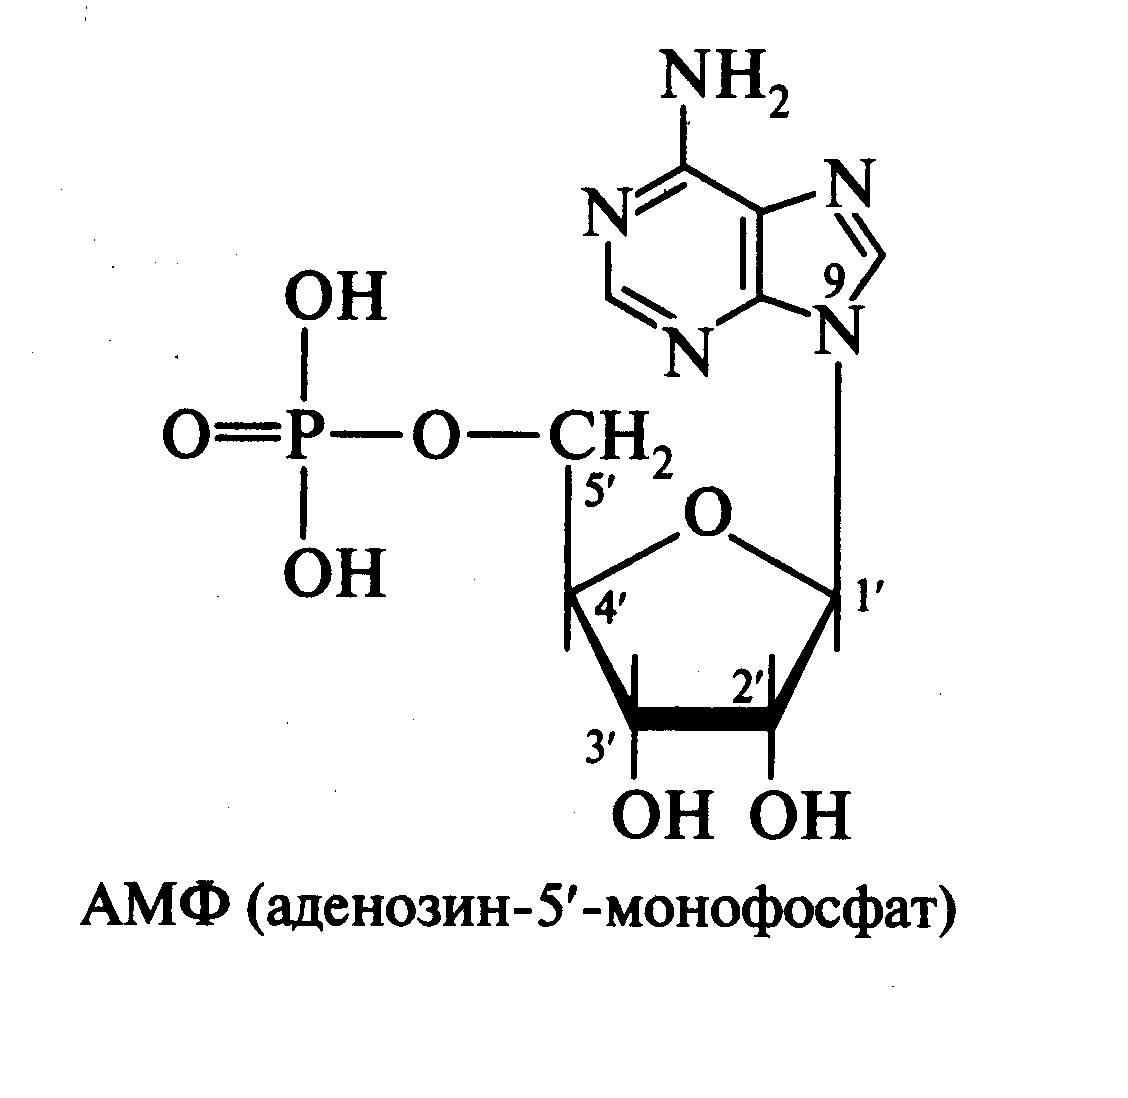 NH₂
N
N
9
N
N
OH
O=P—O—CH₂
5′
OH
O
4′
1′
2′
3′
OH
OH
АМФ (аденозин-5′-монофосфат)